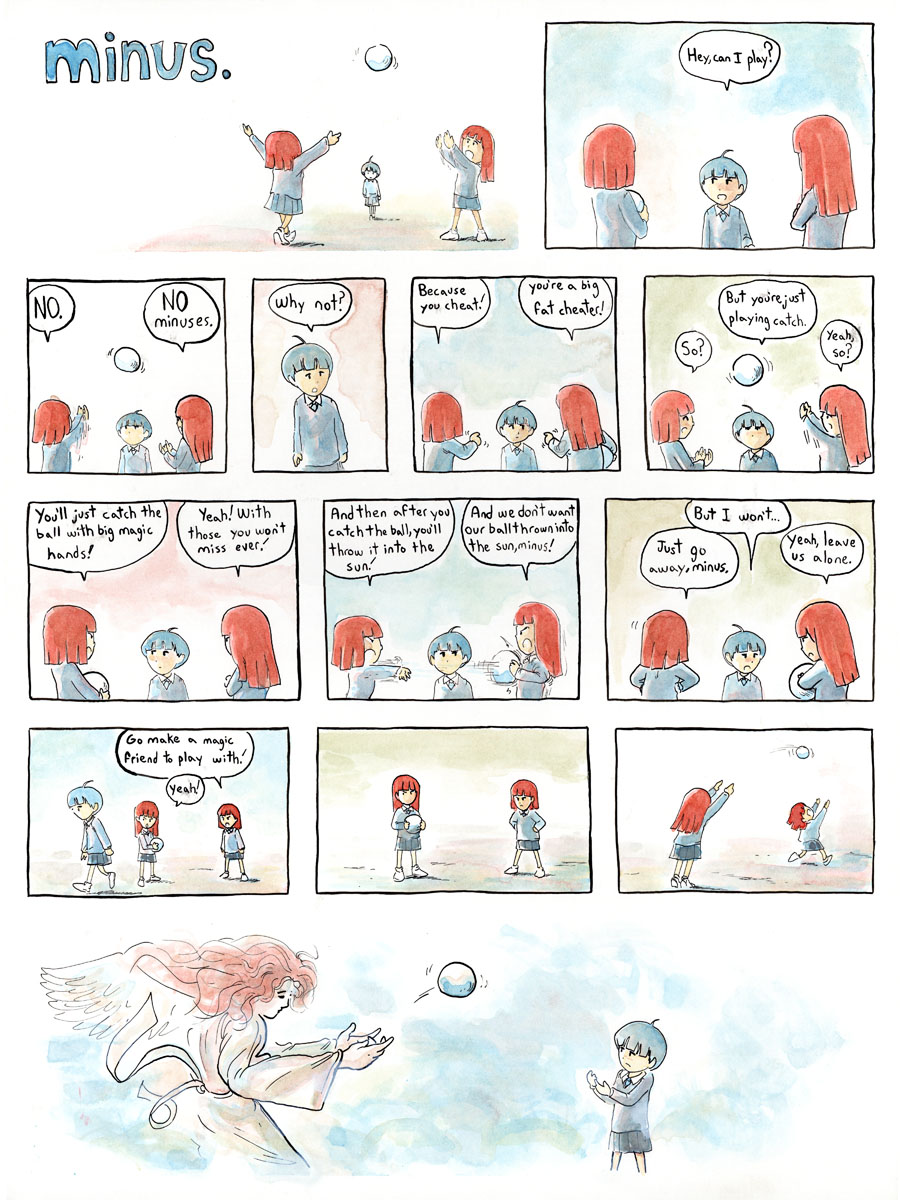 minus.
Hey, can I play?
NO.
NO
minuses.
Why not?
Because
you cheat!
you're a big
fat cheater!
So?
But you're just
playing catch.
Yeah,
so?
You'll just catch the
ball with big magic
hands!
Yeah! With
those you won't
miss ever!
And then after you
catch the ball, you'll
throw it into the
sun!
And we don't want
our ball thrown into
the sun, minus!
But I won't...
Just go
away, minus.
Yeah, leave
us alone.
Go make a magic
friend to play with!
yeah!